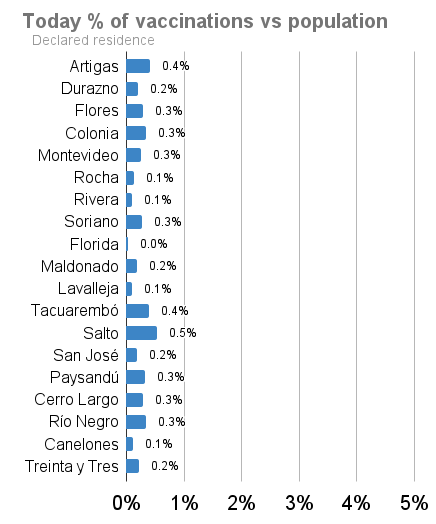 Today % of vaccinations vs population
Declared residence
Artigas 0.4%
Durazno 0.2%
Flores 0.3%
Colonia 0.3%
Montevideo 0.3%
Rocha 0.1%
Rivera 0.1%
Soriano 0.3%
Florida 0.0%
Maldonado 0.2%
Lavalleja 0.1%
Tacuarembó 0.4%
Salto 0.5%
San José 0.2%
Paysandú 0.3%
Cerro Largo 0.3%
Río Negro 0.3%
Canelones 0.1%
Treinta y Tres 0.2%
0% 1% 2% 3% 4% 5%